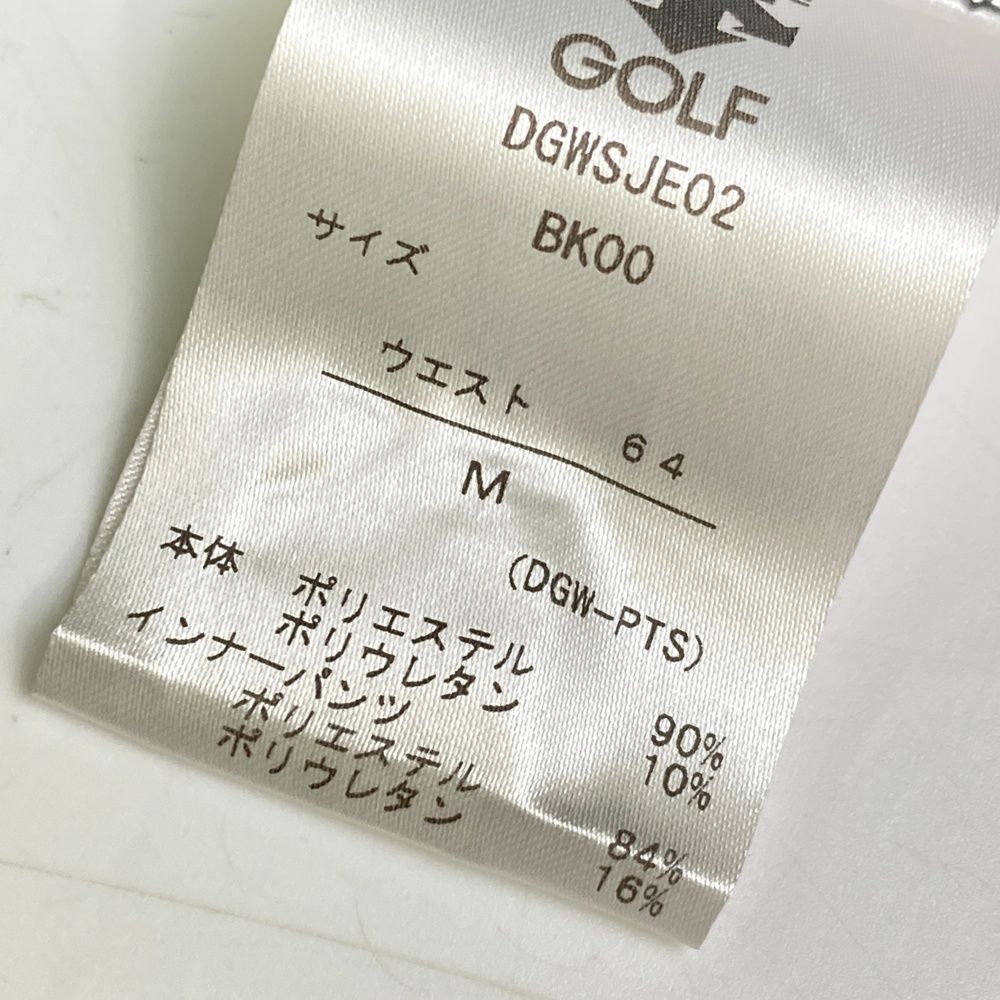 GOLF
DGWSJE02
BK00
サイズ
ウエスト 64
M
(DGW-PTS)
本体 ポリエステル 90%
ポリウレタン 10%
インナーパンツ
ポリエステル 84%
ポリウレタン 16%